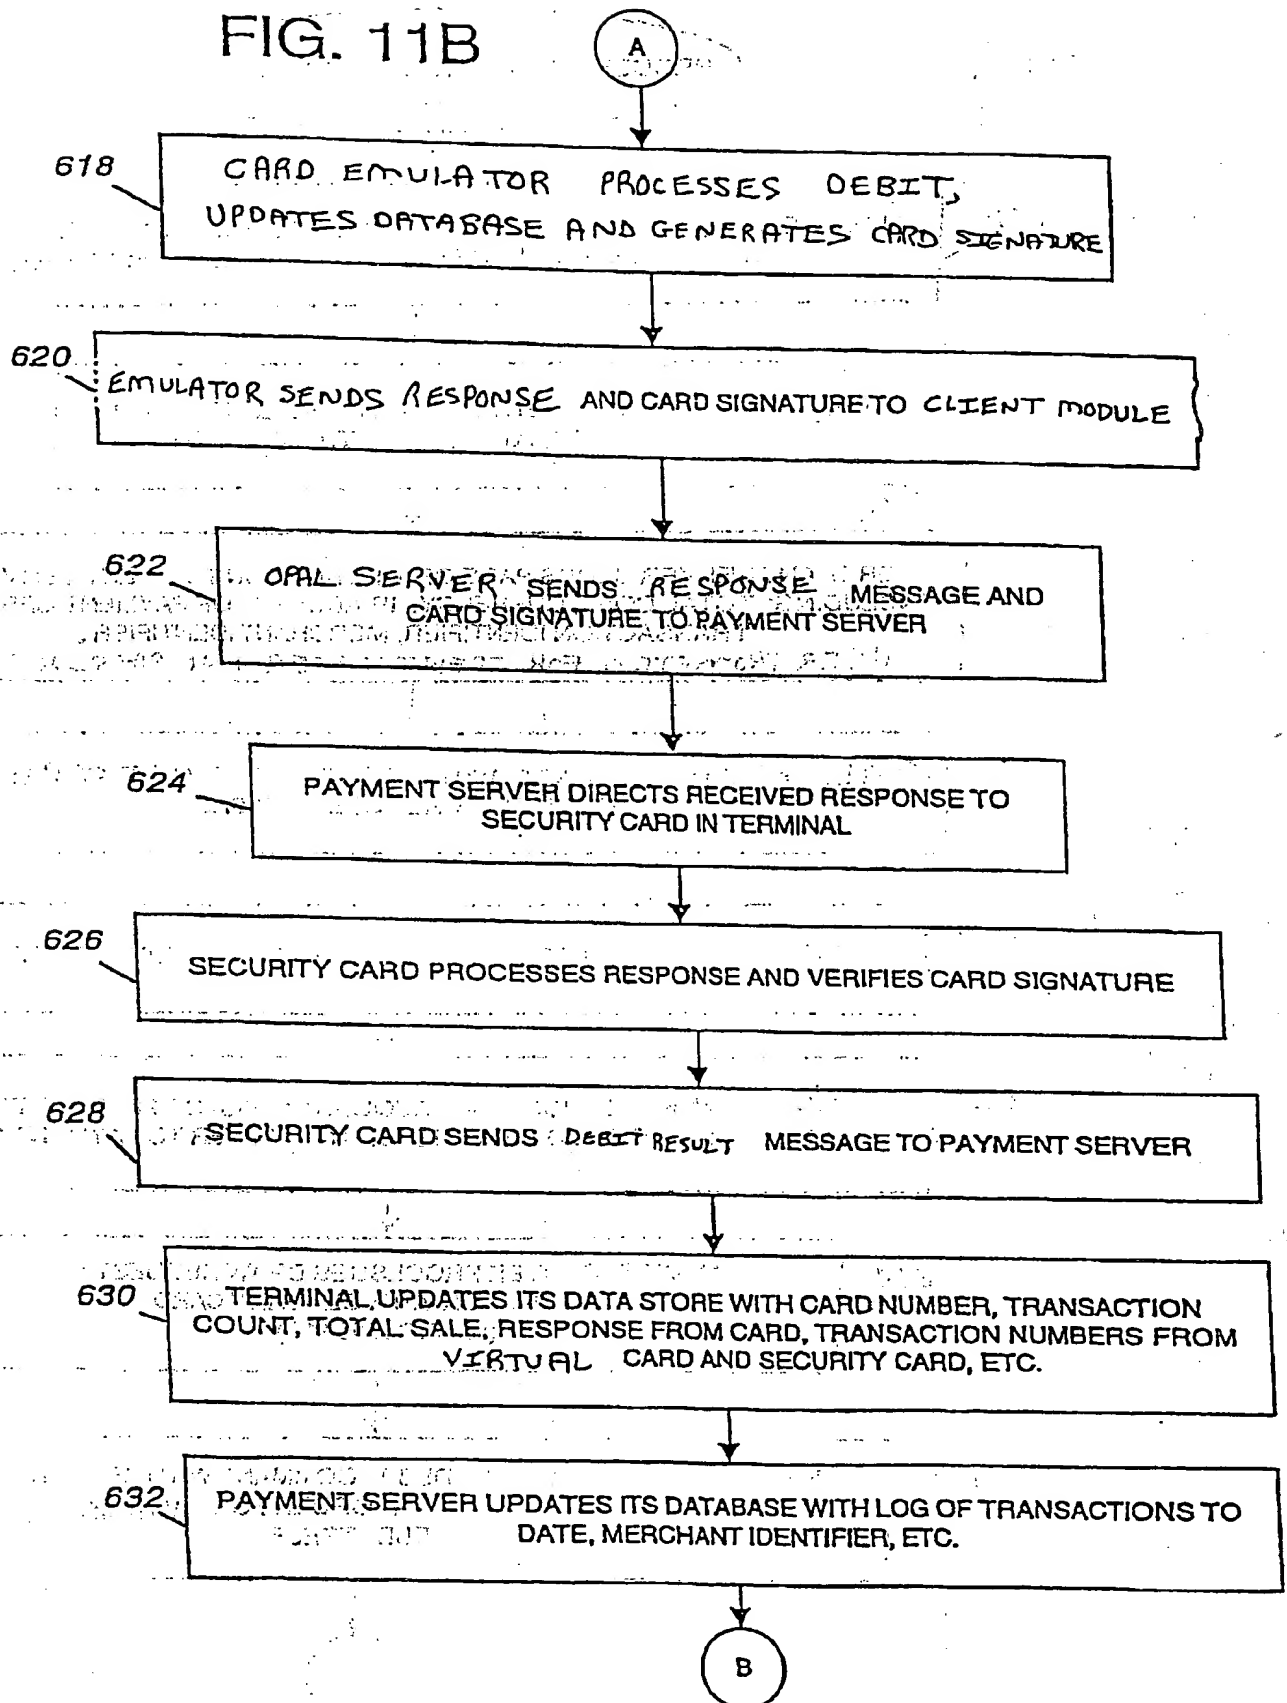 FIG. 11B
A
618
CARD EMULATOR PROCESSES DEBIT,
UPDATES DATABASE AND GENERATES CARD SIGNATURE
620
EMULATOR SENDS RESPONSE AND CARD SIGNATURE TO CLIENT MODULE
622
OPAL SERVER SENDS RESPONSE MESSAGE AND
CARD SIGNATURE TO PAYMENT SERVER
624
PAYMENT SERVER DIRECTS RECEIVED RESPONSE TO
SECURITY CARD IN TERMINAL
626
SECURITY CARD PROCESSES RESPONSE AND VERIFIES CARD SIGNATURE
628
SECURITY CARD SENDS DEBIT RESULT MESSAGE TO PAYMENT SERVER
630
TERMINAL UPDATES ITS DATA STORE WITH CARD NUMBER, TRANSACTION
COUNT, TOTAL SALE, RESPONSE FROM CARD, TRANSACTION NUMBERS FROM
VIRTUAL CARD AND SECURITY CARD, ETC.
632
PAYMENT SERVER UPDATES ITS DATABASE WITH LOG OF TRANSACTIONS TO
DATE, MERCHANT IDENTIFIER, ETC.
B